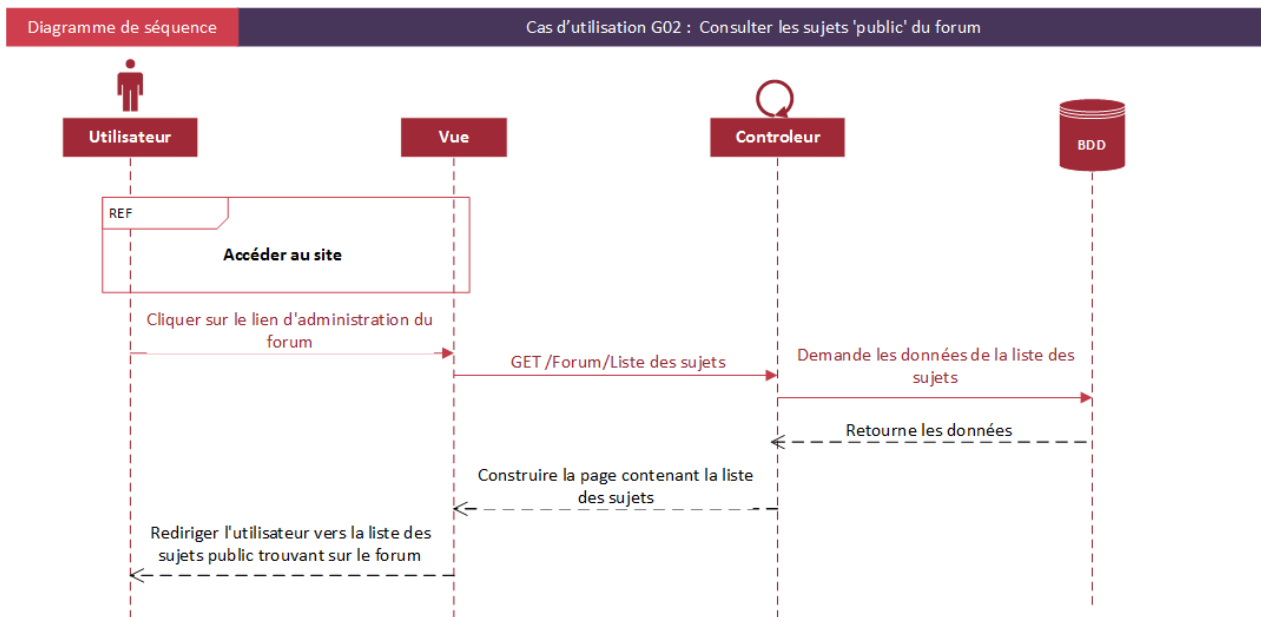 Diagramme de séquence
Cas d’utilisation G02 : Consulter les sujets 'public' du forum
Utilisateur
Vue
Controleur
BDD
REF
Accéder au site
Cliquer sur le lien d'administration du
forum
GET /Forum/Liste des sujets
Demande les données de la liste des
sujets
Retourne les données
Construire la page contenant la liste
des sujets
Rediriger l'utilisateur vers la liste des
sujets public trouvant sur le forum